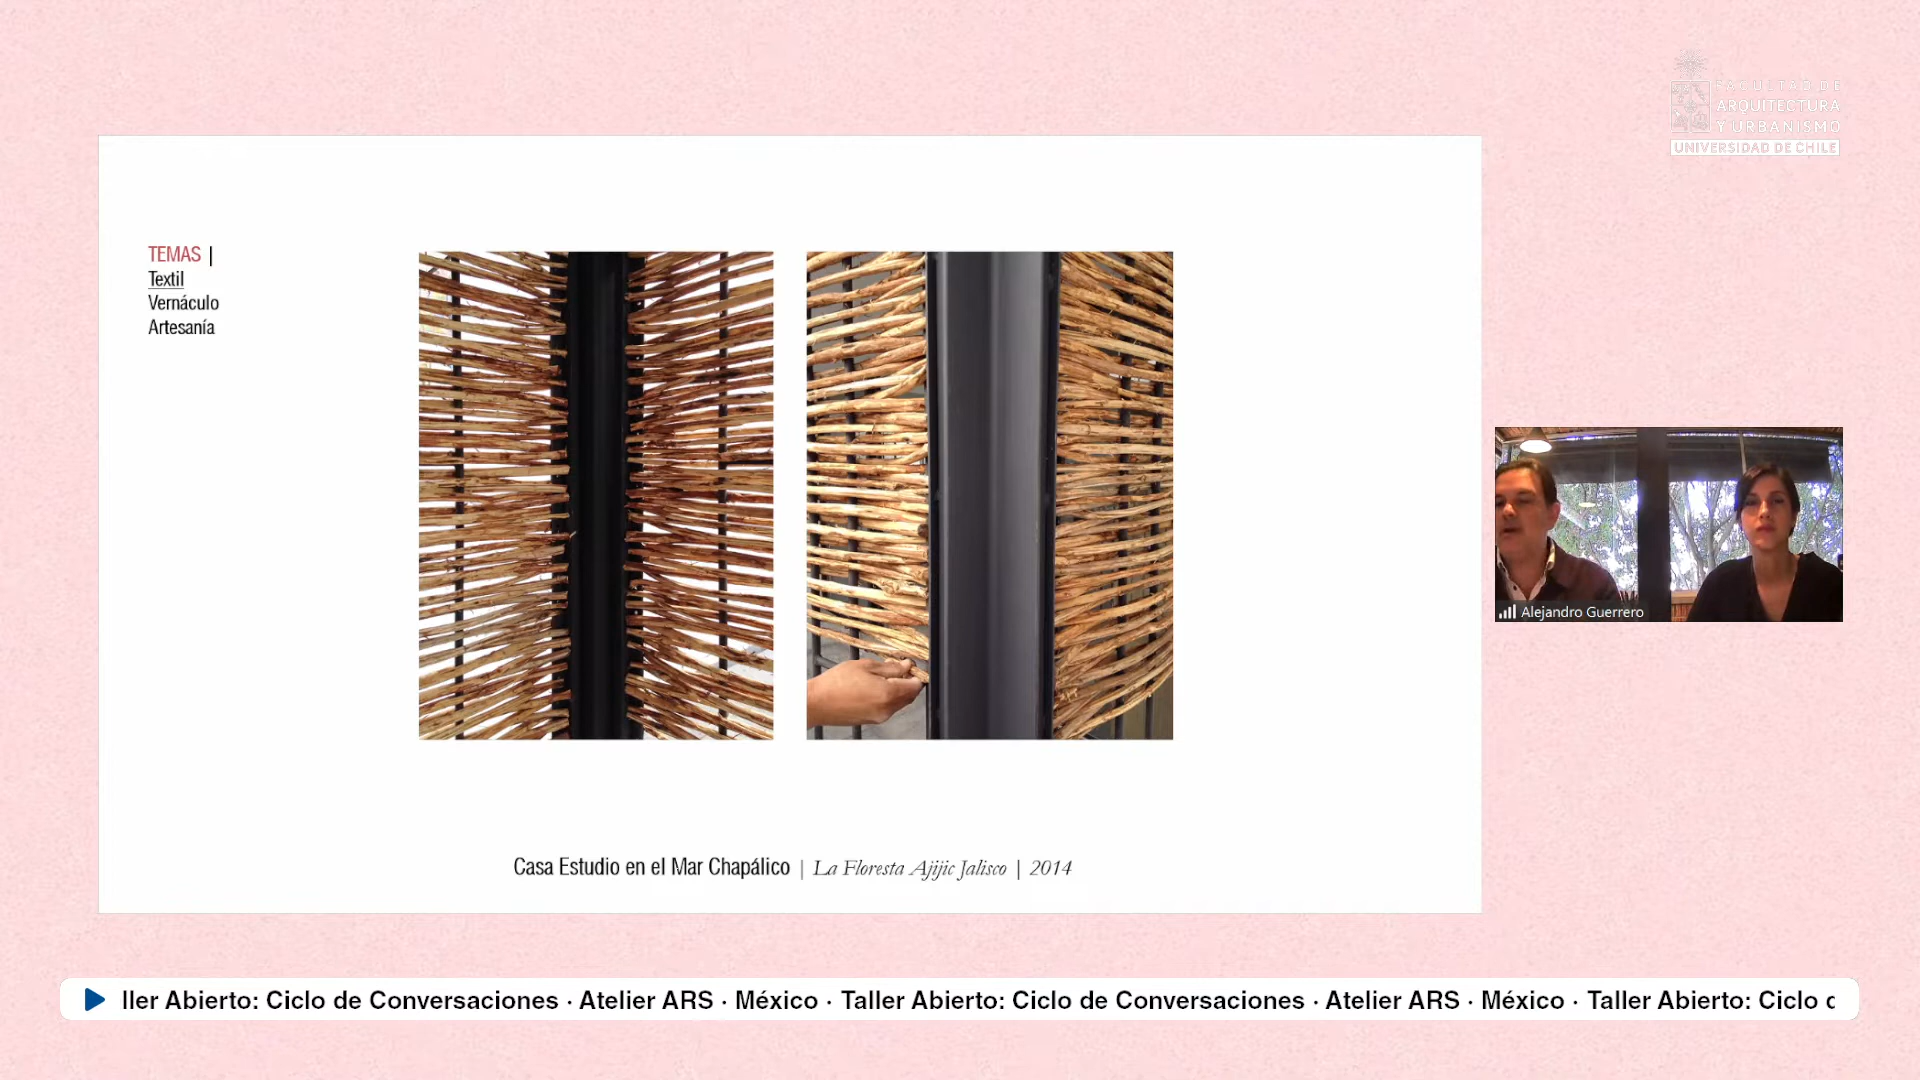 FACULTAD DE
ARQUITECTURA
Y URBANISMO
UNIVERSIDAD DE CHILE
TEMAS |
Textil
Vernáculo
Artesanía
Alejandro Guerrero
Casa Estudio en el Mar Chapálico | La Floresta Ajijic Jalisco | 2014
ller Abierto: Ciclo de Conversaciones · Atelier ARS · México · Taller Abierto: Ciclo de Conversaciones · Atelier ARS · México · Taller Abierto: Ciclo c